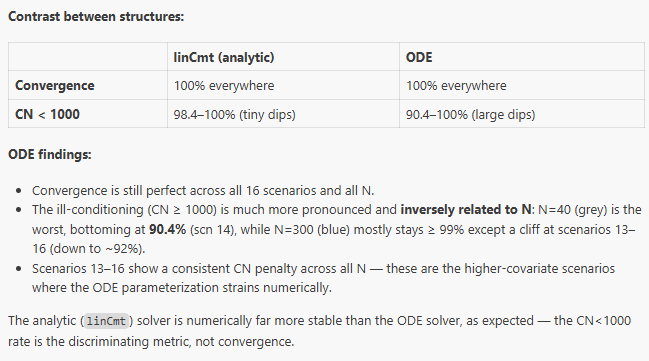 Contrast between structures:
linCmt (analytic) ODE
Convergence 100% everywhere 100% everywhere
CN < 1000 98.4–100% (tiny dips) 90.4–100% (large dips)
ODE findings:
• Convergence is still perfect across all 16 scenarios and all N.
• The ill-conditioning (CN ≥ 1000) is much more pronounced and inversely related to N: N=40 (grey) is the
worst, bottoming at 90.4% (scn 14), while N=300 (blue) mostly stays ≥ 99% except a cliff at scenarios 13–
16 (down to ~92%).
• Scenarios 13–16 show a consistent CN penalty across all N — these are the higher-covariate scenarios
where the ODE parameterization strains numerically.
The analytic (linCmt) solver is numerically far more stable than the ODE solver, as expected — the CN<1000
rate is the discriminating metric, not convergence.